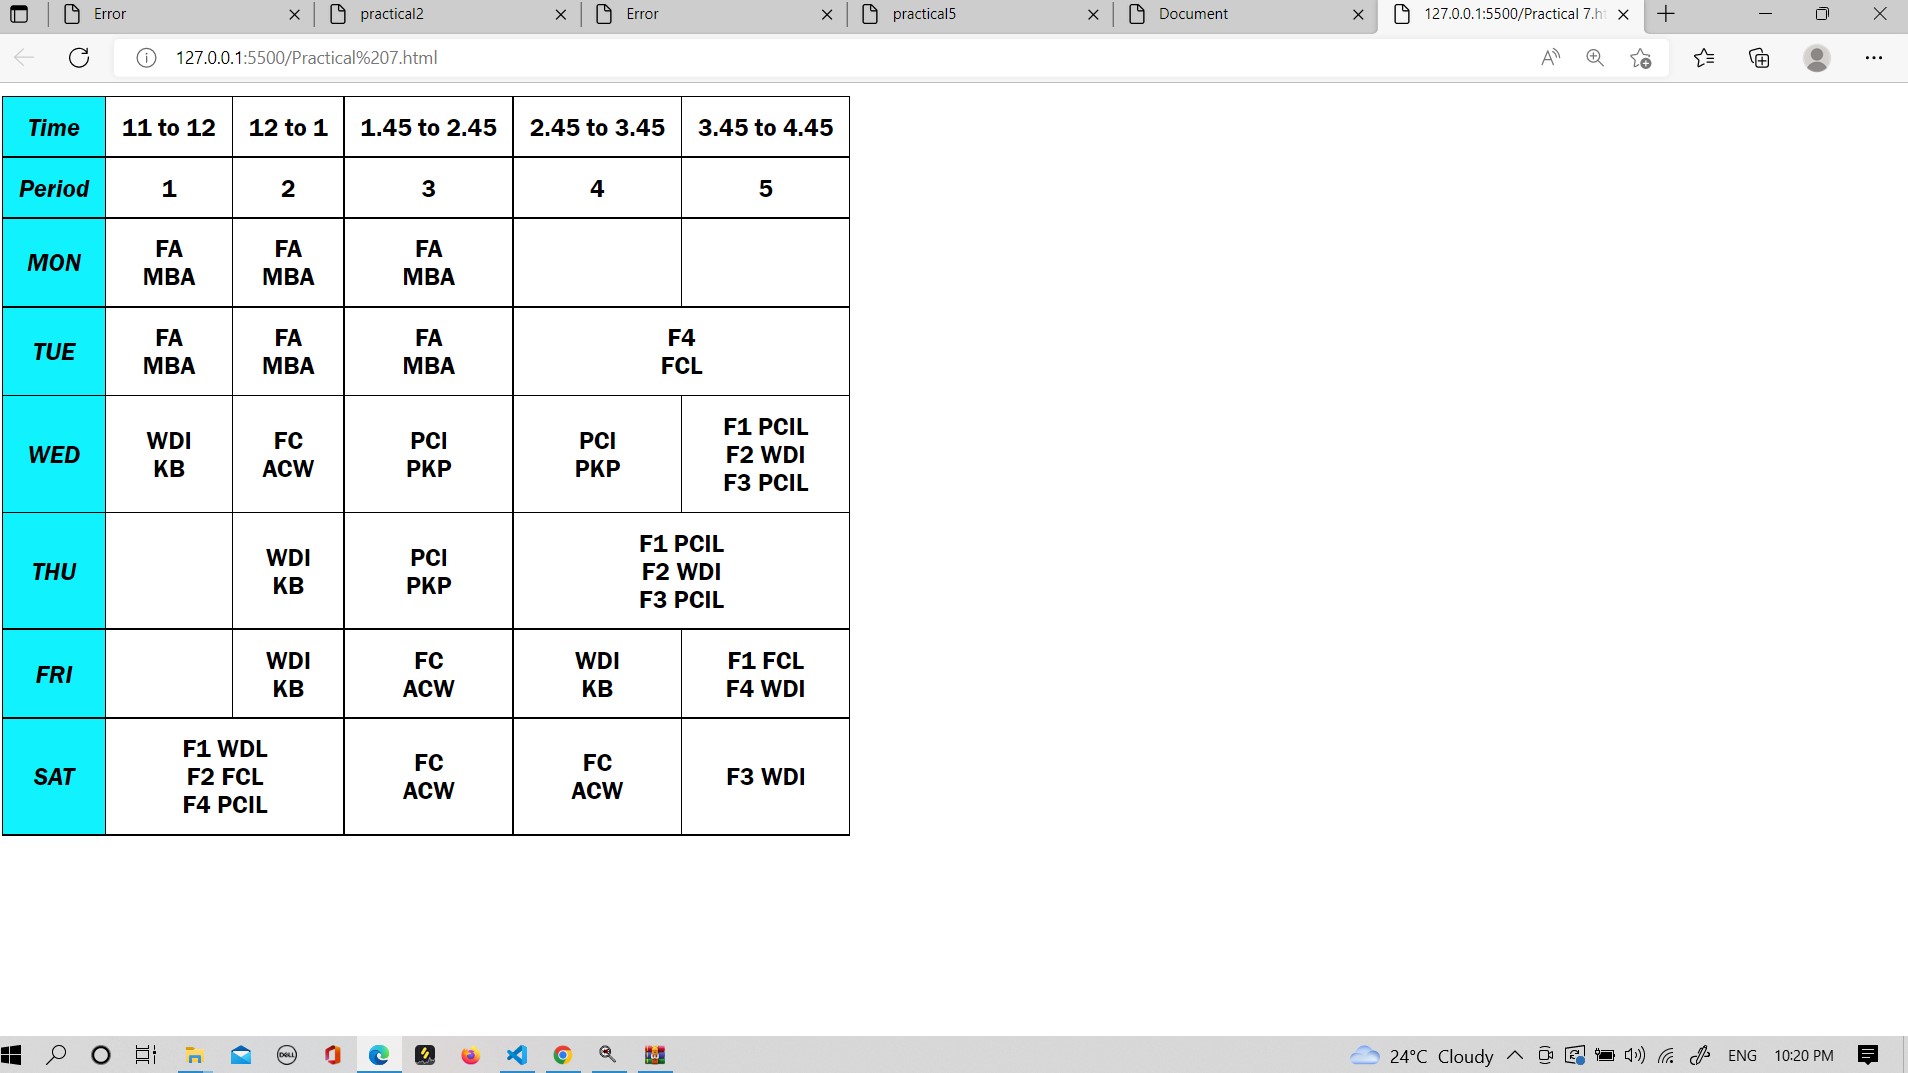 Error
practical2
Error
practical5
Document
127.0.0.1:5500/Practical 7.ht
127.0.0.1:5500/Practical%207.html
Time 11 to 12 12 to 1 1.45 to 2.45 2.45 to 3.45 3.45 to 4.45
Period 1 2 3 4 5
MON
FA
MBA
FA
MBA
FA
MBA
TUE
FA
MBA
FA
MBA
FA
MBA
F4
FCL
WED
WDI
KB
FC
ACW
PCI
PKP
PCI
PKP
F1 PCIL
F2 WDI
F3 PCIL
THU
WDI
KB
PCI
PKP
F1 PCIL
F2 WDI
F3 PCIL
FRI
WDI
KB
FC
ACW
WDI
KB
F1 FCL
F4 WDI
SAT
F1 WDL
F2 FCL
F4 PCIL
FC
ACW
FC
ACW
F3 WDI
DELL
24°C Cloudy
ENG
10:20 PM